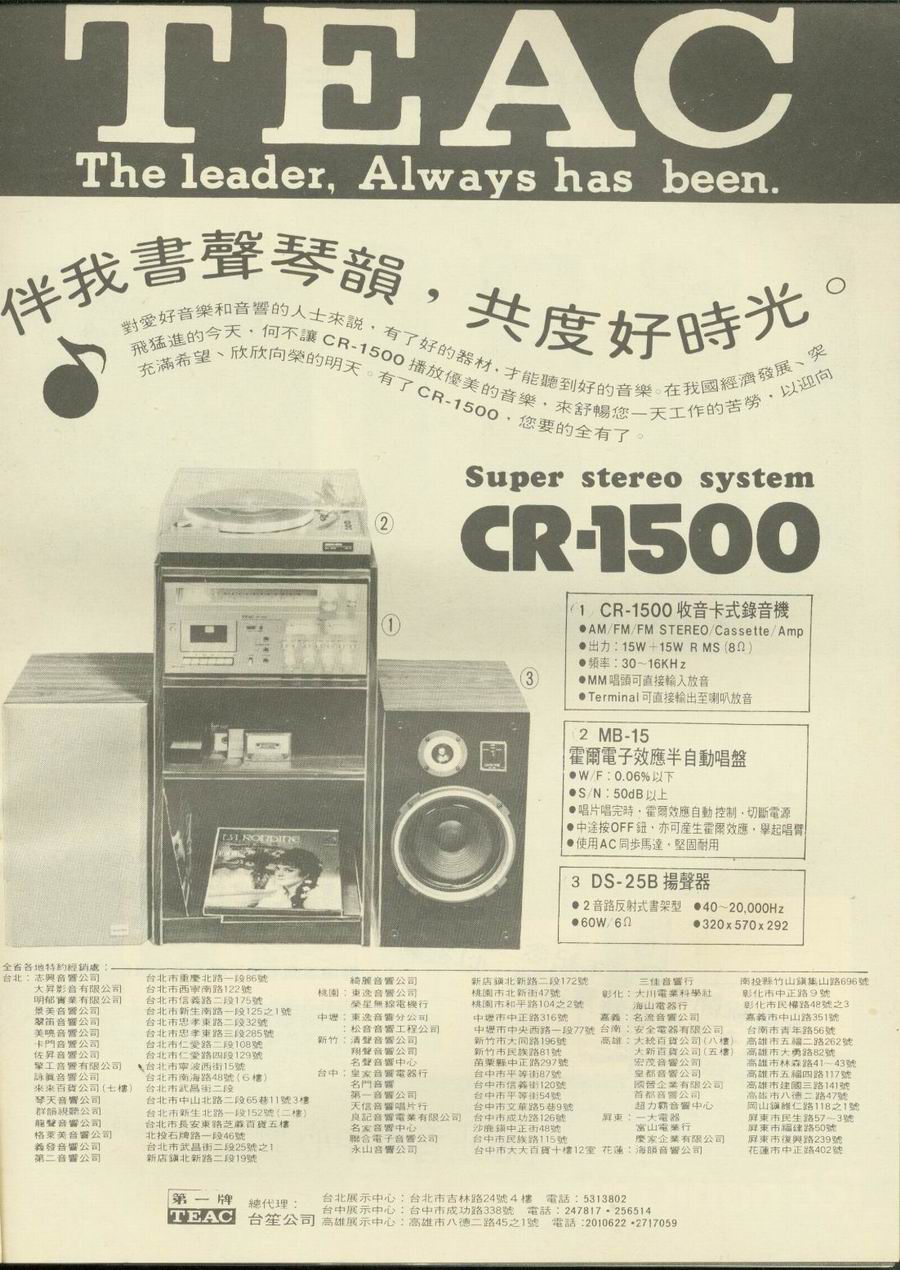 TEAC
The leader, Always has been.
伴我書聲琴韻，共度好時光。
對愛好音樂和音響的人士來説，有了好的器材，才能聽到好的音樂。在我國經濟發展、突
飛猛進的今天，何不讓CR-1500播放優美的音樂，來舒暢您一天工作的苦勞，以迎向
充滿希望、欣欣向榮的明天。有了CR-1500，您要的全有了。
Super stereo system
CR-1500
②
①
③
1 CR-1500 收音卡式錄音機
●AM/FM/FM STEREO/Cassette/Amp
●出力：15W＋15W RMS (8Ω)
●頻率：30～16KHz
●MM唱頭可直接輸入放音
●Terminal可直接輸出至喇叭放音
2 MB-15
霍爾電子效應半自動唱盤
●W/F：0.06%以下
●S/N：50dB以上
●唱片唱完時，霍爾效應自動控制，切斷電源
●中途按OFF鈕，亦可產生霍爾效應，舉起唱臂
●使用AC同步馬達，堅固耐用
3 DS-25B 揚聲器
●2音路反射式書架型 ●40～20,000Hz
●60W/6Ω ●320x570x292
LA RONDINE
全省各地特約經銷處：
台北：志興音響公司 台北市重慶北路一段86號
大昇影音有限公司 台北市西寧南路122號
明郁實業有限公司 台北市信義路二段175號
景美音響公司 台北市新生南路一段125之1號
翠笛音響公司 台北市忠孝東路二段32號
美曉音響公司 台北市忠孝東路三段285號
卡門音響公司 台北市仁愛路二段108號
佐昇音響公司 台北市仁愛路四段129號
擎工音響有限公司 台北市寧波西街15號
詠眞音響公司 台北市南海路48號(6樓)
來來百貨公司(七樓) 台北市武昌街二段
琴天音響公司 台北市中山北路二段65巷11號3樓
群韻視聽公司 台北市新生北路一段152號(二樓)
龍聲音響公司 台北市長安東路芝麻百貨五樓
格萊美音響公司 北投石牌路一段46號
義發音響公司 台北市武昌街二段25號之1
第二音響公司 新店鎮北新路二段19號
綺麗音響公司 新店鎮北新路二段172號
桃園：東逸音響公司 桃園市北新街47號
榮星無線電機行 桃園市和平路104之2號
中壢：東逸音響分公司 中壢市中正路316號
：松音音響工程公司 中壢市中央西路一段77號
新竹：清聲音響公司 新竹市大同路196號
翔聲音響公司 新竹市民族路81號
名聲音響中心 苗栗縣中正路297號
台中：皇家音響電器行 台中市平等街87號
名門音響 台中市信義街120號
第一音響公司 台中市平等街54號
天信音響唱片行 台中市文華路5巷9號
良記音響電業有限公司 台中市成功路126號
名家音響中心 沙鹿鎮中正街48號
聯合電子音響公司 台中市民族路115號
永山音響公司 台中市大大百貨十樓12室
三佳音響行 南投縣竹山鎮集山路696號
彰化：大川電業科學社 彰化市中正路9號
海山電器行 彰化市民權路48號之3
嘉義：名流音響公司 嘉義市中山路351號
台南：安全電器有限公司 台南市青年路56號
高雄：大統百貨公司(八樓) 高雄市五福二路262號
大新百貨公司(五樓) 高雄市大勇路82號
宏茂音響公司 高雄市林森路41－43號
皇都音響公司 高雄市五福四路117號
國晉企業有限公司 高雄市建國三路141號
首都音響公司 高雄市八德二路47號
超力霸音響中心 岡山鎮維仁路118之1號
屏東：一大電器 屏東市民生路57－3號
富山電業行 屏東市福建路50號
慶家企業有限公司 屏東市復興路239號
花蓮：海韻音響公司 花蓮市中正路402號
第一牌
TEAC
總代理：
台笙公司
台北展示中心：台北市吉林路24號4樓 電話：5313802
台中展示中心：台中市成功路338號 電話：247817・256514
高雄展示中心：高雄市八德二路45之1號 電話：2010622・2717059